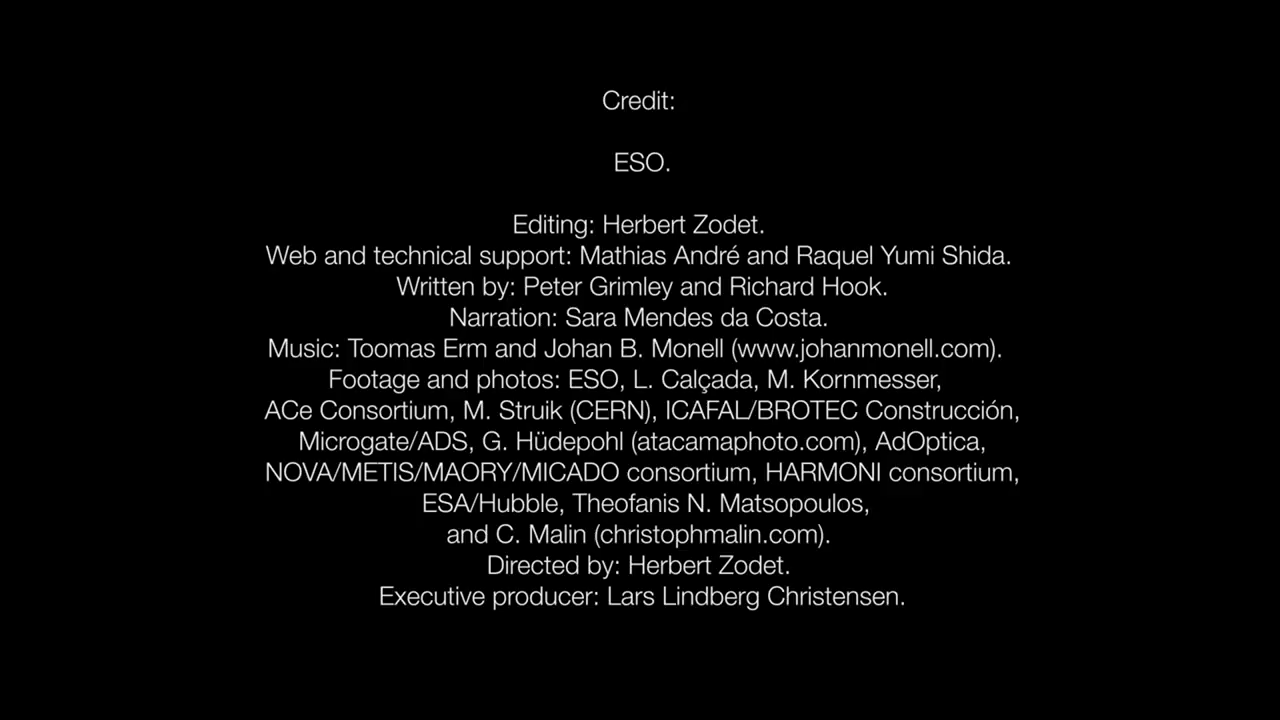 Credit:
ESO.
Editing: Herbert Zodet.
Web and technical support: Mathias André and Raquel Yumi Shida.
Written by: Peter Grimley and Richard Hook.
Narration: Sara Mendes da Costa.
Music: Toomas Erm and Johan B. Monell (www.johanmonell.com).
Footage and photos: ESO, L. Calçada, M. Kornmesser,
ACe Consortium, M. Struik (CERN), ICAFAL/BROTEC Construcción,
Microgate/ADS, G. Hüdepohl (atacamaphoto.com), AdOptica,
NOVA/METIS/MAORY/MICADO consortium, HARMONI consortium,
ESA/Hubble, Theofanis N. Matsopoulos,
and C. Malin (christophmalin.com).
Directed by: Herbert Zodet.
Executive producer: Lars Lindberg Christensen.